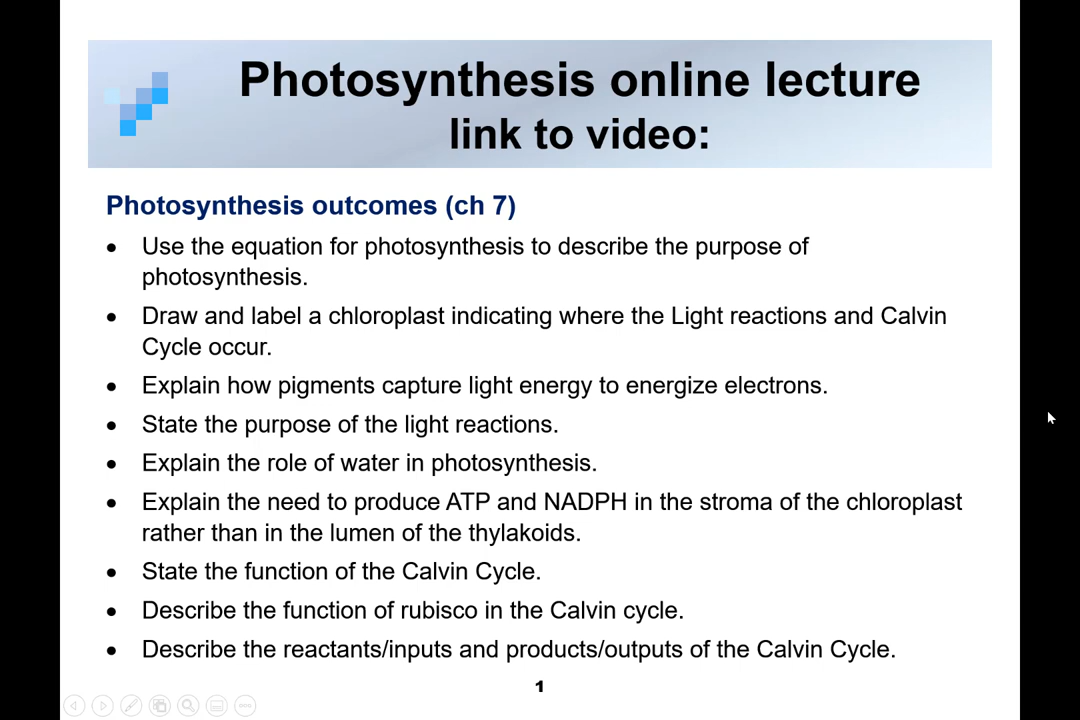 Photosynthesis online lecture
link to video:
Photosynthesis outcomes (ch 7)
• Use the equation for photosynthesis to describe the purpose of
photosynthesis.
• Draw and label a chloroplast indicating where the Light reactions and Calvin
Cycle occur.
• Explain how pigments capture light energy to energize electrons.
• State the purpose of the light reactions.
• Explain the role of water in photosynthesis.
• Explain the need to produce ATP and NADPH in the stroma of the chloroplast
rather than in the lumen of the thylakoids.
• State the function of the Calvin Cycle.
• Describe the function of rubisco in the Calvin cycle.
• Describe the reactants/inputs and products/outputs of the Calvin Cycle.
1